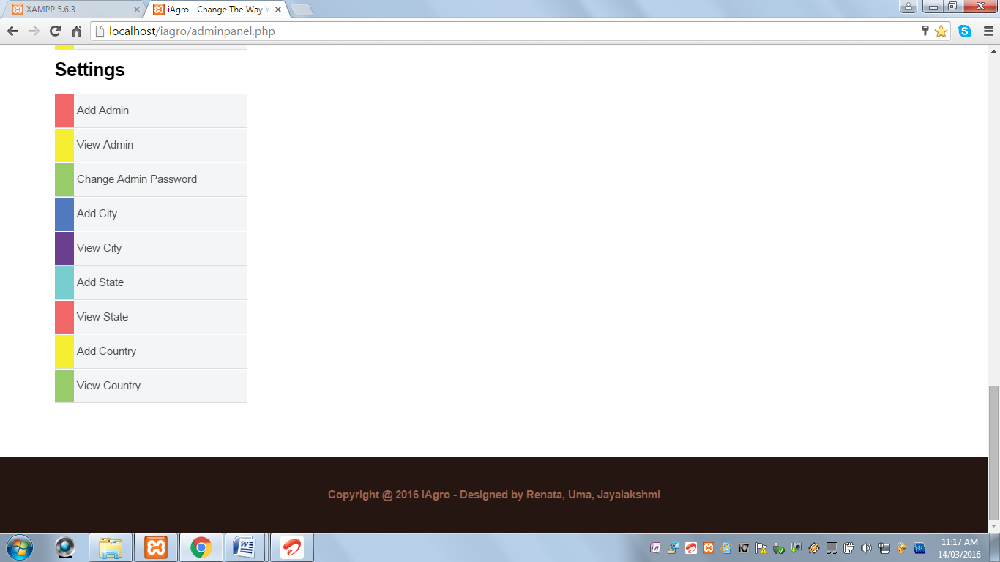 XAMPP 5.6.3
iAgro - Change The Way Y
localhost/iagro/adminpanel.php
Settings
Add Admin
View Admin
Change Admin Password
Add City
View City
Add State
View State
Add Country
View Country
Copyright @ 2016 iAgro - Designed by Renata, Uma, Jayalakshmi
K7
11:17 AM
14/03/2016